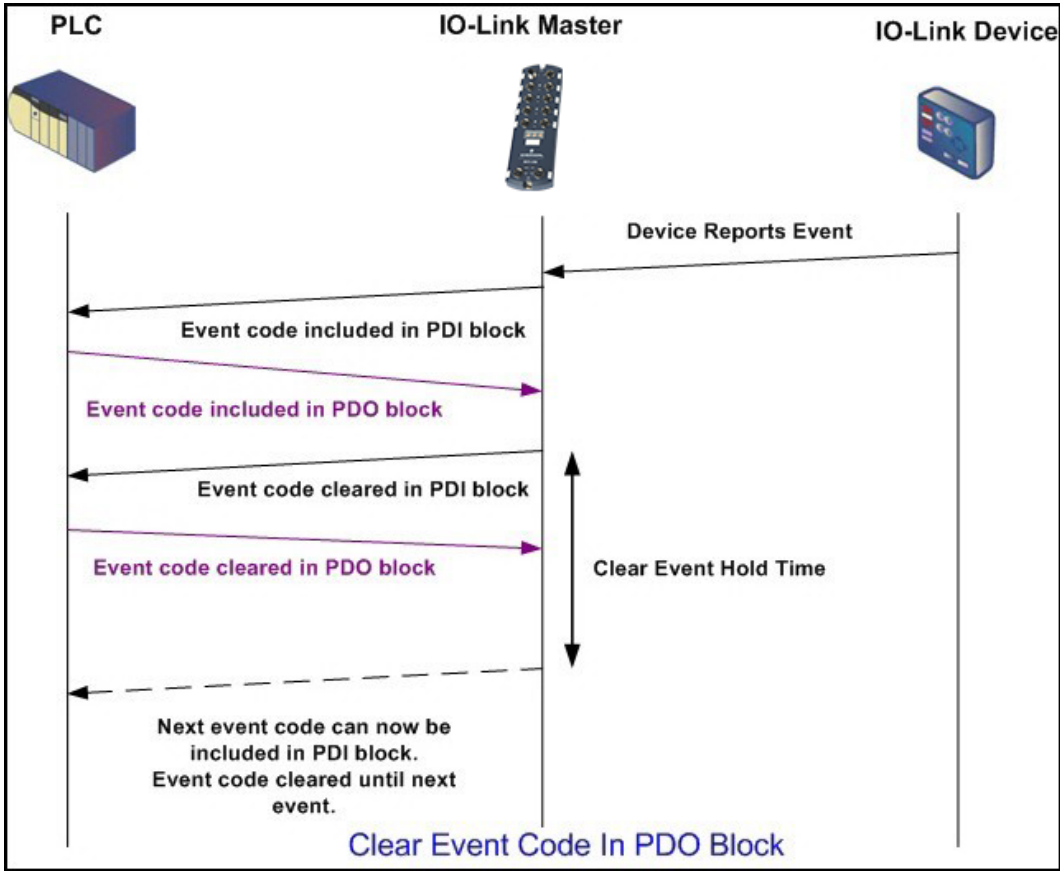 PLC
IO-Link Master
IO-Link Device
Device Reports Event
Event code included in PDI block
Event code included in PDO block
Event code cleared in PDI block
Event code cleared in PDO block
Clear Event Hold Time
Next event code can now be
included in PDI block.
Event code cleared until next
event.
Clear Event Code In PDO Block